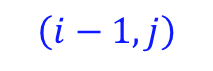 (i − 1, j)